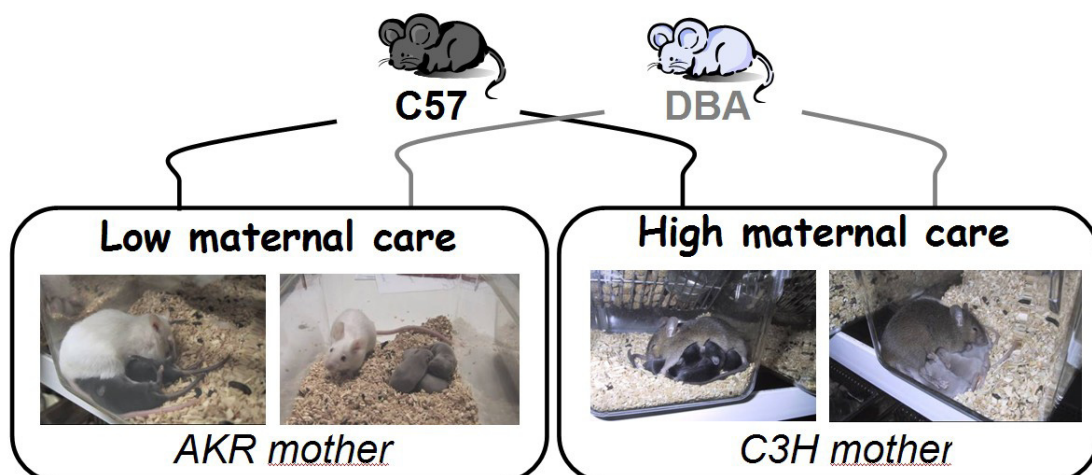 C57
DBA
Low maternal care
High maternal care
AKR mother
C3H mother